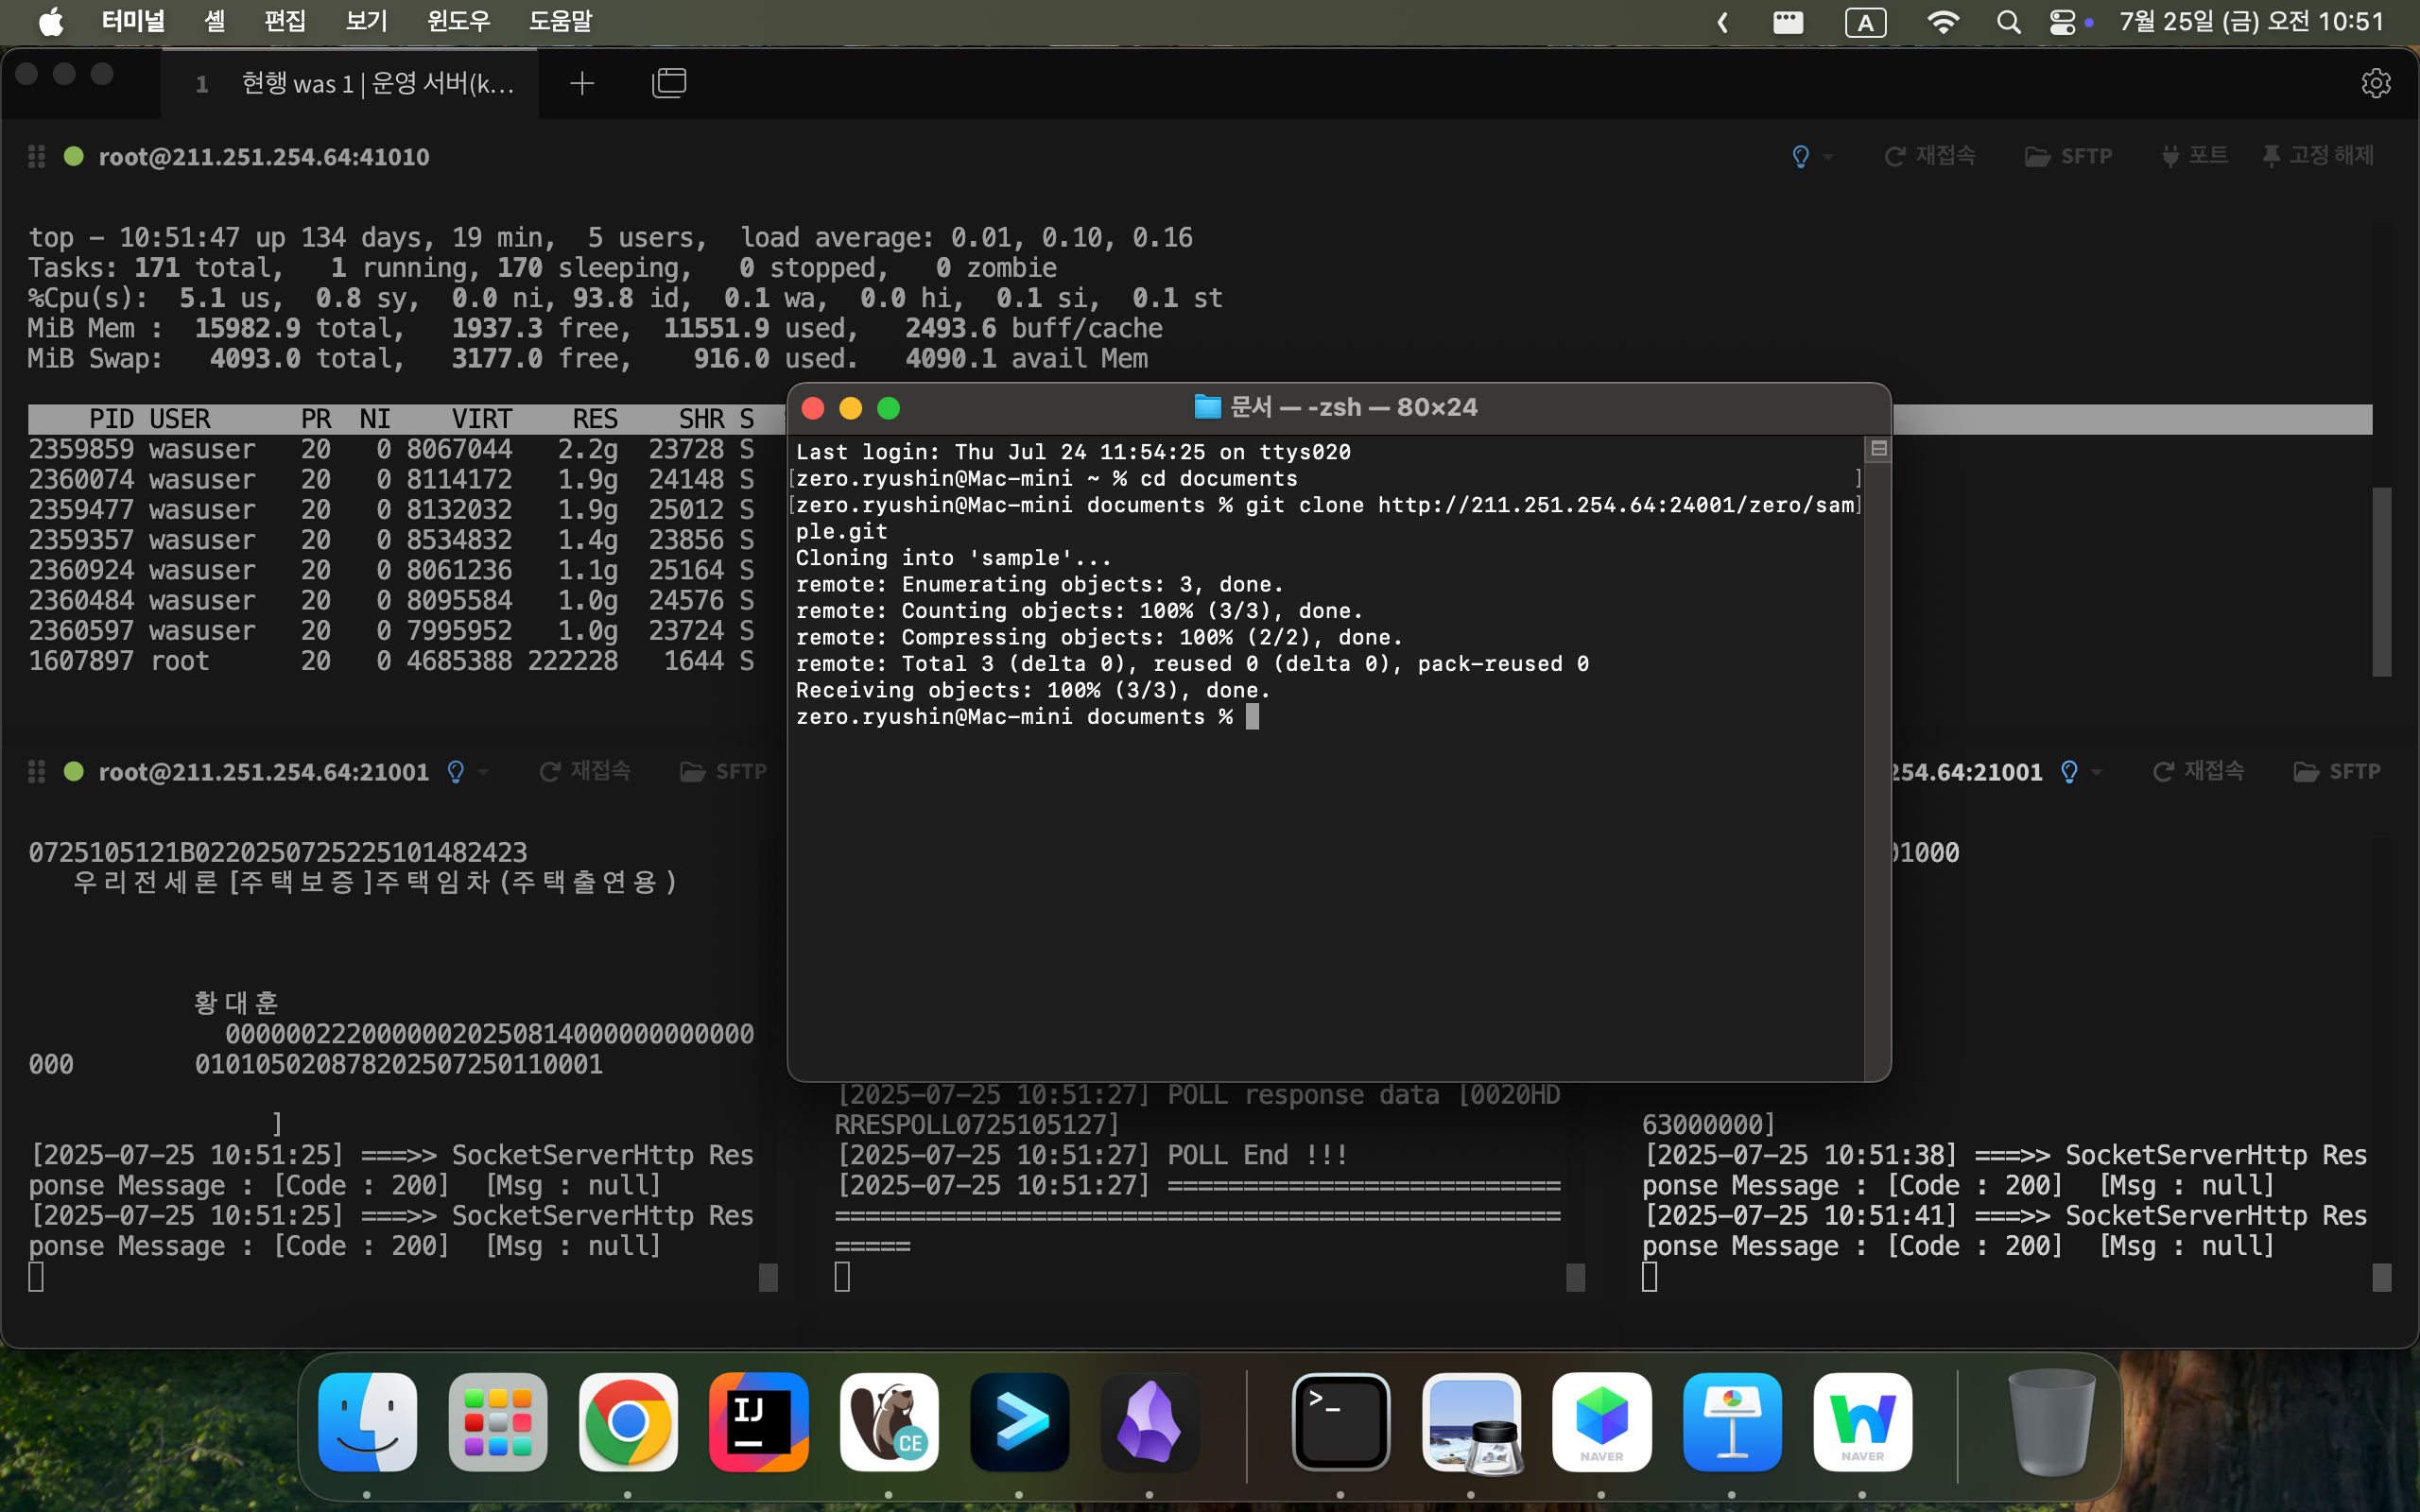 터미널 셸 편집 보기 윈도우 도움말
A
7월 25일 (금) 오전 10:51
1 현행 was 1 | 운영 서버(k...
root@211.251.254.64:41010
재접속 SFTP 포트 고정 해제
top - 10:51:47 up 134 days, 19 min,  5 users,  load average: 0.01, 0.10, 0.16
Tasks: 171 total,   1 running, 170 sleeping,   0 stopped,   0 zombie
%Cpu(s):  5.1 us,  0.8 sy,  0.0 ni, 93.8 id,  0.1 wa,  0.0 hi,  0.1 si,  0.1 st
MiB Mem :  15982.9 total,   1937.3 free,  11551.9 used,   2493.6 buff/cache
MiB Swap:   4093.0 total,   3177.0 free,    916.0 used.   4090.1 avail Mem
PID USER      PR  NI    VIRT    RES    SHR S
2359859 wasuser   20   0 8067044   2.2g  23728 S
2360074 wasuser   20   0 8114172   1.9g  24148 S
2359477 wasuser   20   0 8132032   1.9g  25012 S
2359357 wasuser   20   0 8534832   1.4g  23856 S
2360924 wasuser   20   0 8061236   1.1g  25164 S
2360484 wasuser   20   0 8095584   1.0g  24576 S
2360597 wasuser   20   0 7995952   1.0g  23724 S
1607897 root      20   0 4685388 222228   1644 S
문서 — -zsh — 80×24
Last login: Thu Jul 24 11:54:25 on ttys020
[zero.ryushin@Mac-mini ~ % cd documents ]
[zero.ryushin@Mac-mini documents % git clone http://211.251.254.64:24001/zero/sam]
ple.git
Cloning into 'sample'...
remote: Enumerating objects: 3, done.
remote: Counting objects: 100% (3/3), done.
remote: Compressing objects: 100% (2/2), done.
remote: Total 3 (delta 0), reused 0 (delta 0), pack-reused 0
Receiving objects: 100% (3/3), done.
zero.ryushin@Mac-mini documents %
root@211.251.254.64:21001 재접속 SFTP
0725105121B0220250725225101482423
우리전세론[주택보증]주택임차(주택출연용)
황대훈
00000022200000020250814000000000000
000        010105020878202507250110001
]
[2025-07-25 10:51:25] ===>> SocketServerHttp Res
ponse Message : [Code : 200]  [Msg : null]
[2025-07-25 10:51:25] ===>> SocketServerHttp Res
ponse Message : [Code : 200]  [Msg : null]
[2025-07-25 10:51:27] POLL response data [0020HD
RRESPOLL0725105127]
[2025-07-25 10:51:27] POLL End !!!
[2025-07-25 10:51:27] ==========================
================================================
=====
254.64:21001 재접속 SFTP
01000
63000000]
[2025-07-25 10:51:38] ===>> SocketServerHttp Res
ponse Message : [Code : 200]  [Msg : null]
[2025-07-25 10:51:41] ===>> SocketServerHttp Res
ponse Message : [Code : 200]  [Msg : null]
IJ
CE
>_
NAVER
NAVER